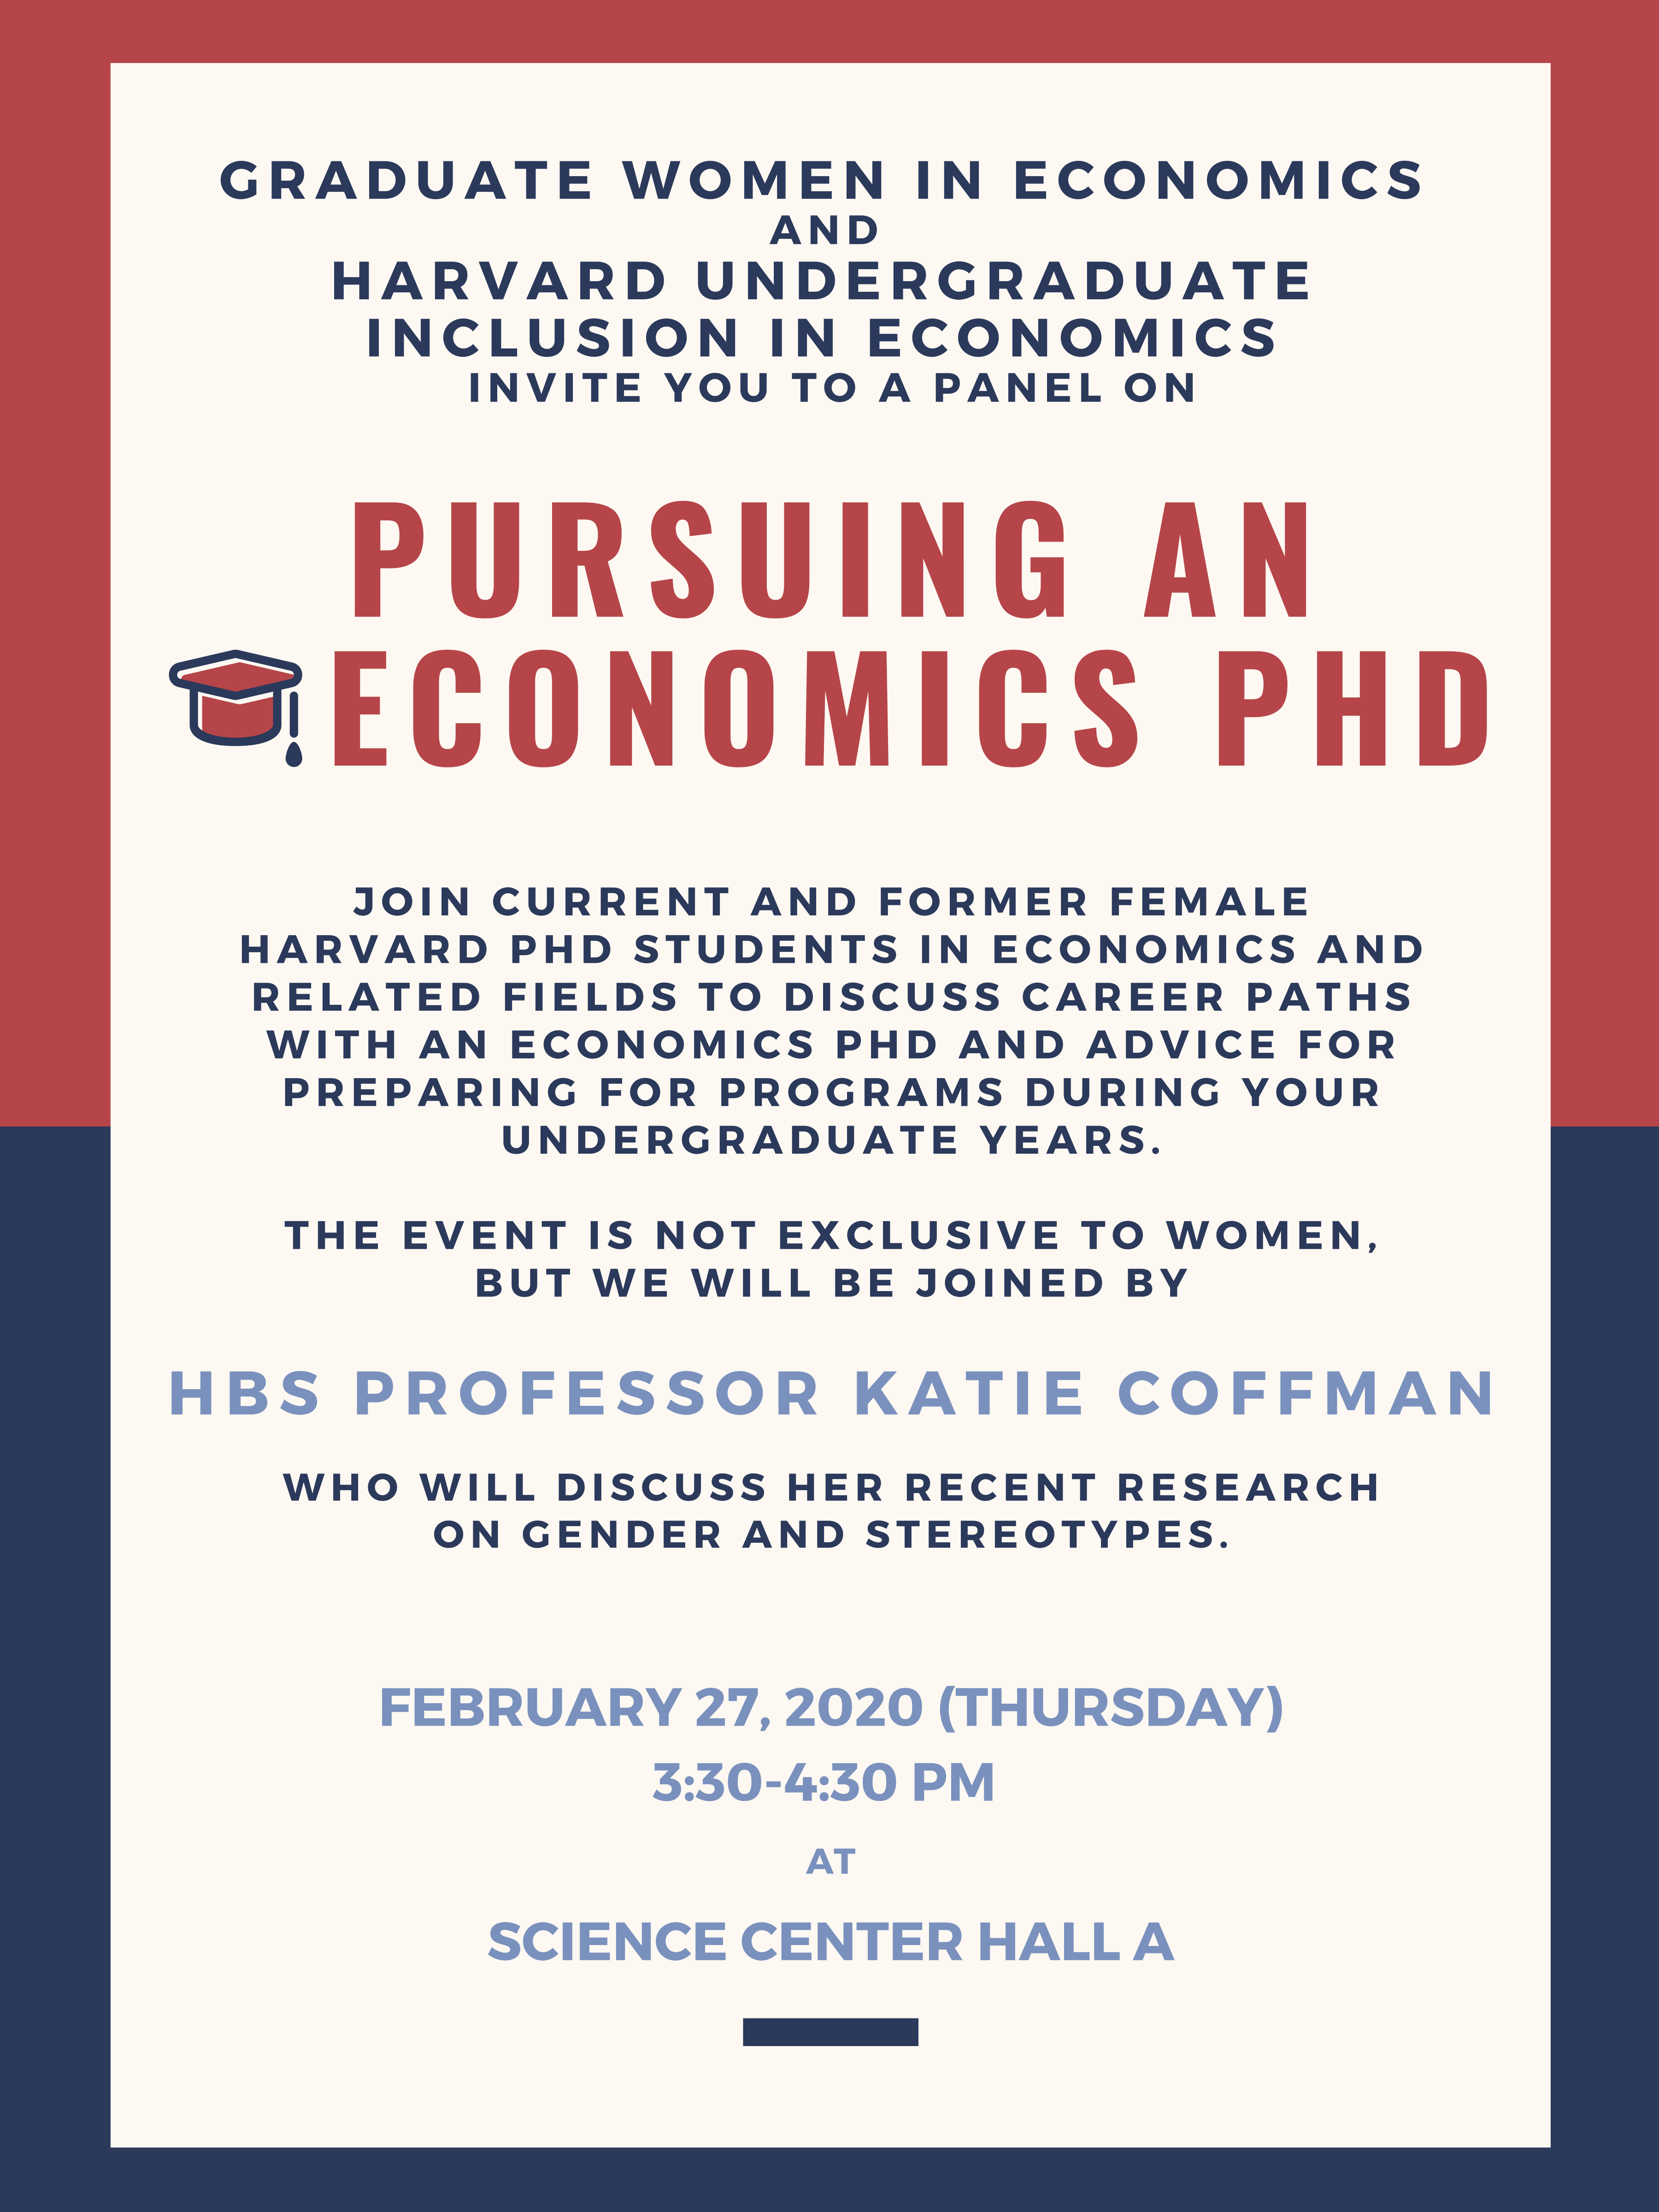 GRADUATE WOMEN IN ECONOMICS
AND
HARVARD UNDERGRADUATE
INCLUSION IN ECONOMICS
INVITE YOU TO A PANEL ON
PURSUING AN
ECONOMICS PHD
JOIN CURRENT AND FORMER FEMALE
HARVARD PHD STUDENTS IN ECONOMICS AND
RELATED FIELDS TO DISCUSS CAREER PATHS
WITH AN ECONOMICS PHD AND ADVICE FOR
PREPARING FOR PROGRAMS DURING YOUR
UNDERGRADUATE YEARS.
THE EVENT IS NOT EXCLUSIVE TO WOMEN,
BUT WE WILL BE JOINED BY
HBS PROFESSOR KATIE COFFMAN
WHO WILL DISCUSS HER RECENT RESEARCH
ON GENDER AND STEREOTYPES.
FEBRUARY 27, 2020 (THURSDAY)
3:30-4:30 PM
AT
SCIENCE CENTER HALL A